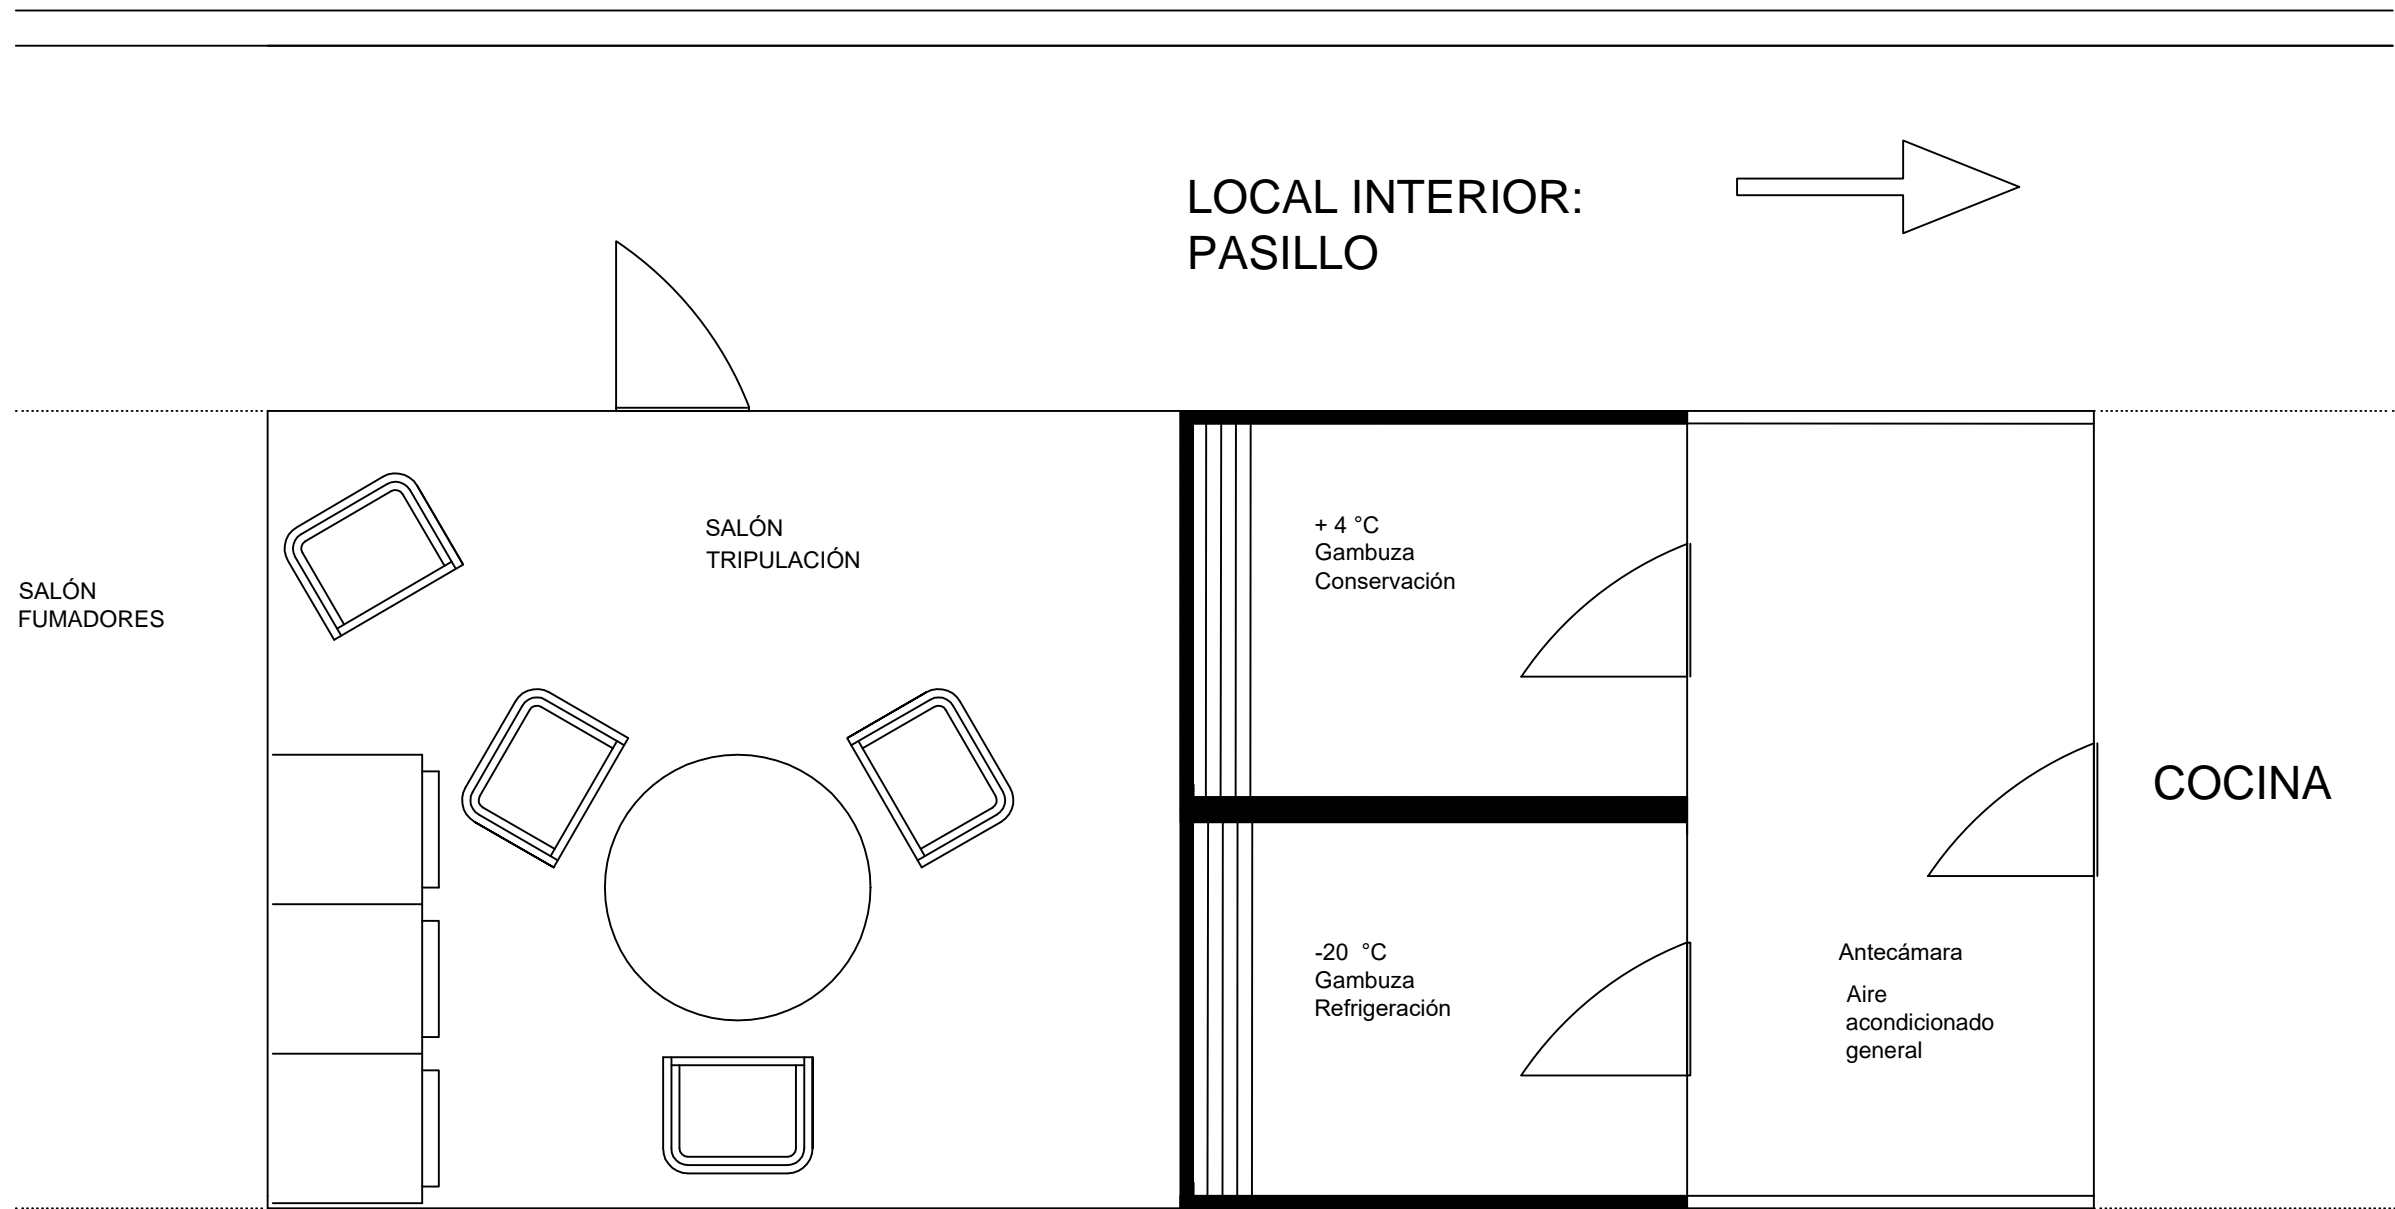 LOCAL INTERIOR:
PASILLO
SALÓN
FUMADORES
SALÓN
TRIPULACIÓN
+ 4 °C
Gambuza
Conservación
-20 °C
Gambuza
Refrigeración
Antecámara
Aire
acondicionado
general
COCINA